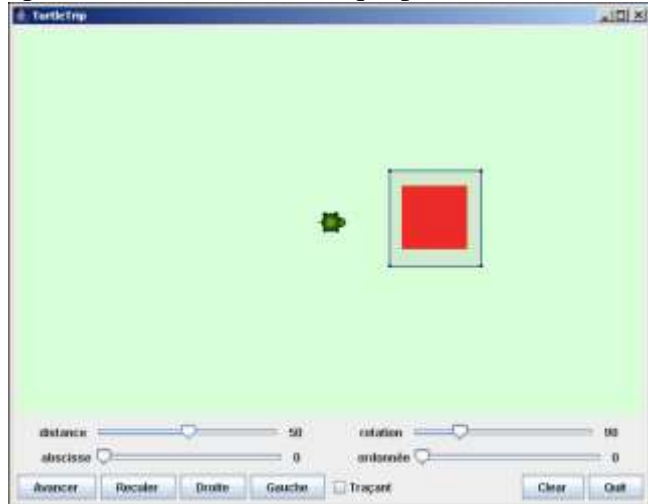 TurtleTrip
distance 50 rotation 90
abscisse 0 ordonnée 0
Avancer Reculer Droite Gauche Traçant Clear Quit